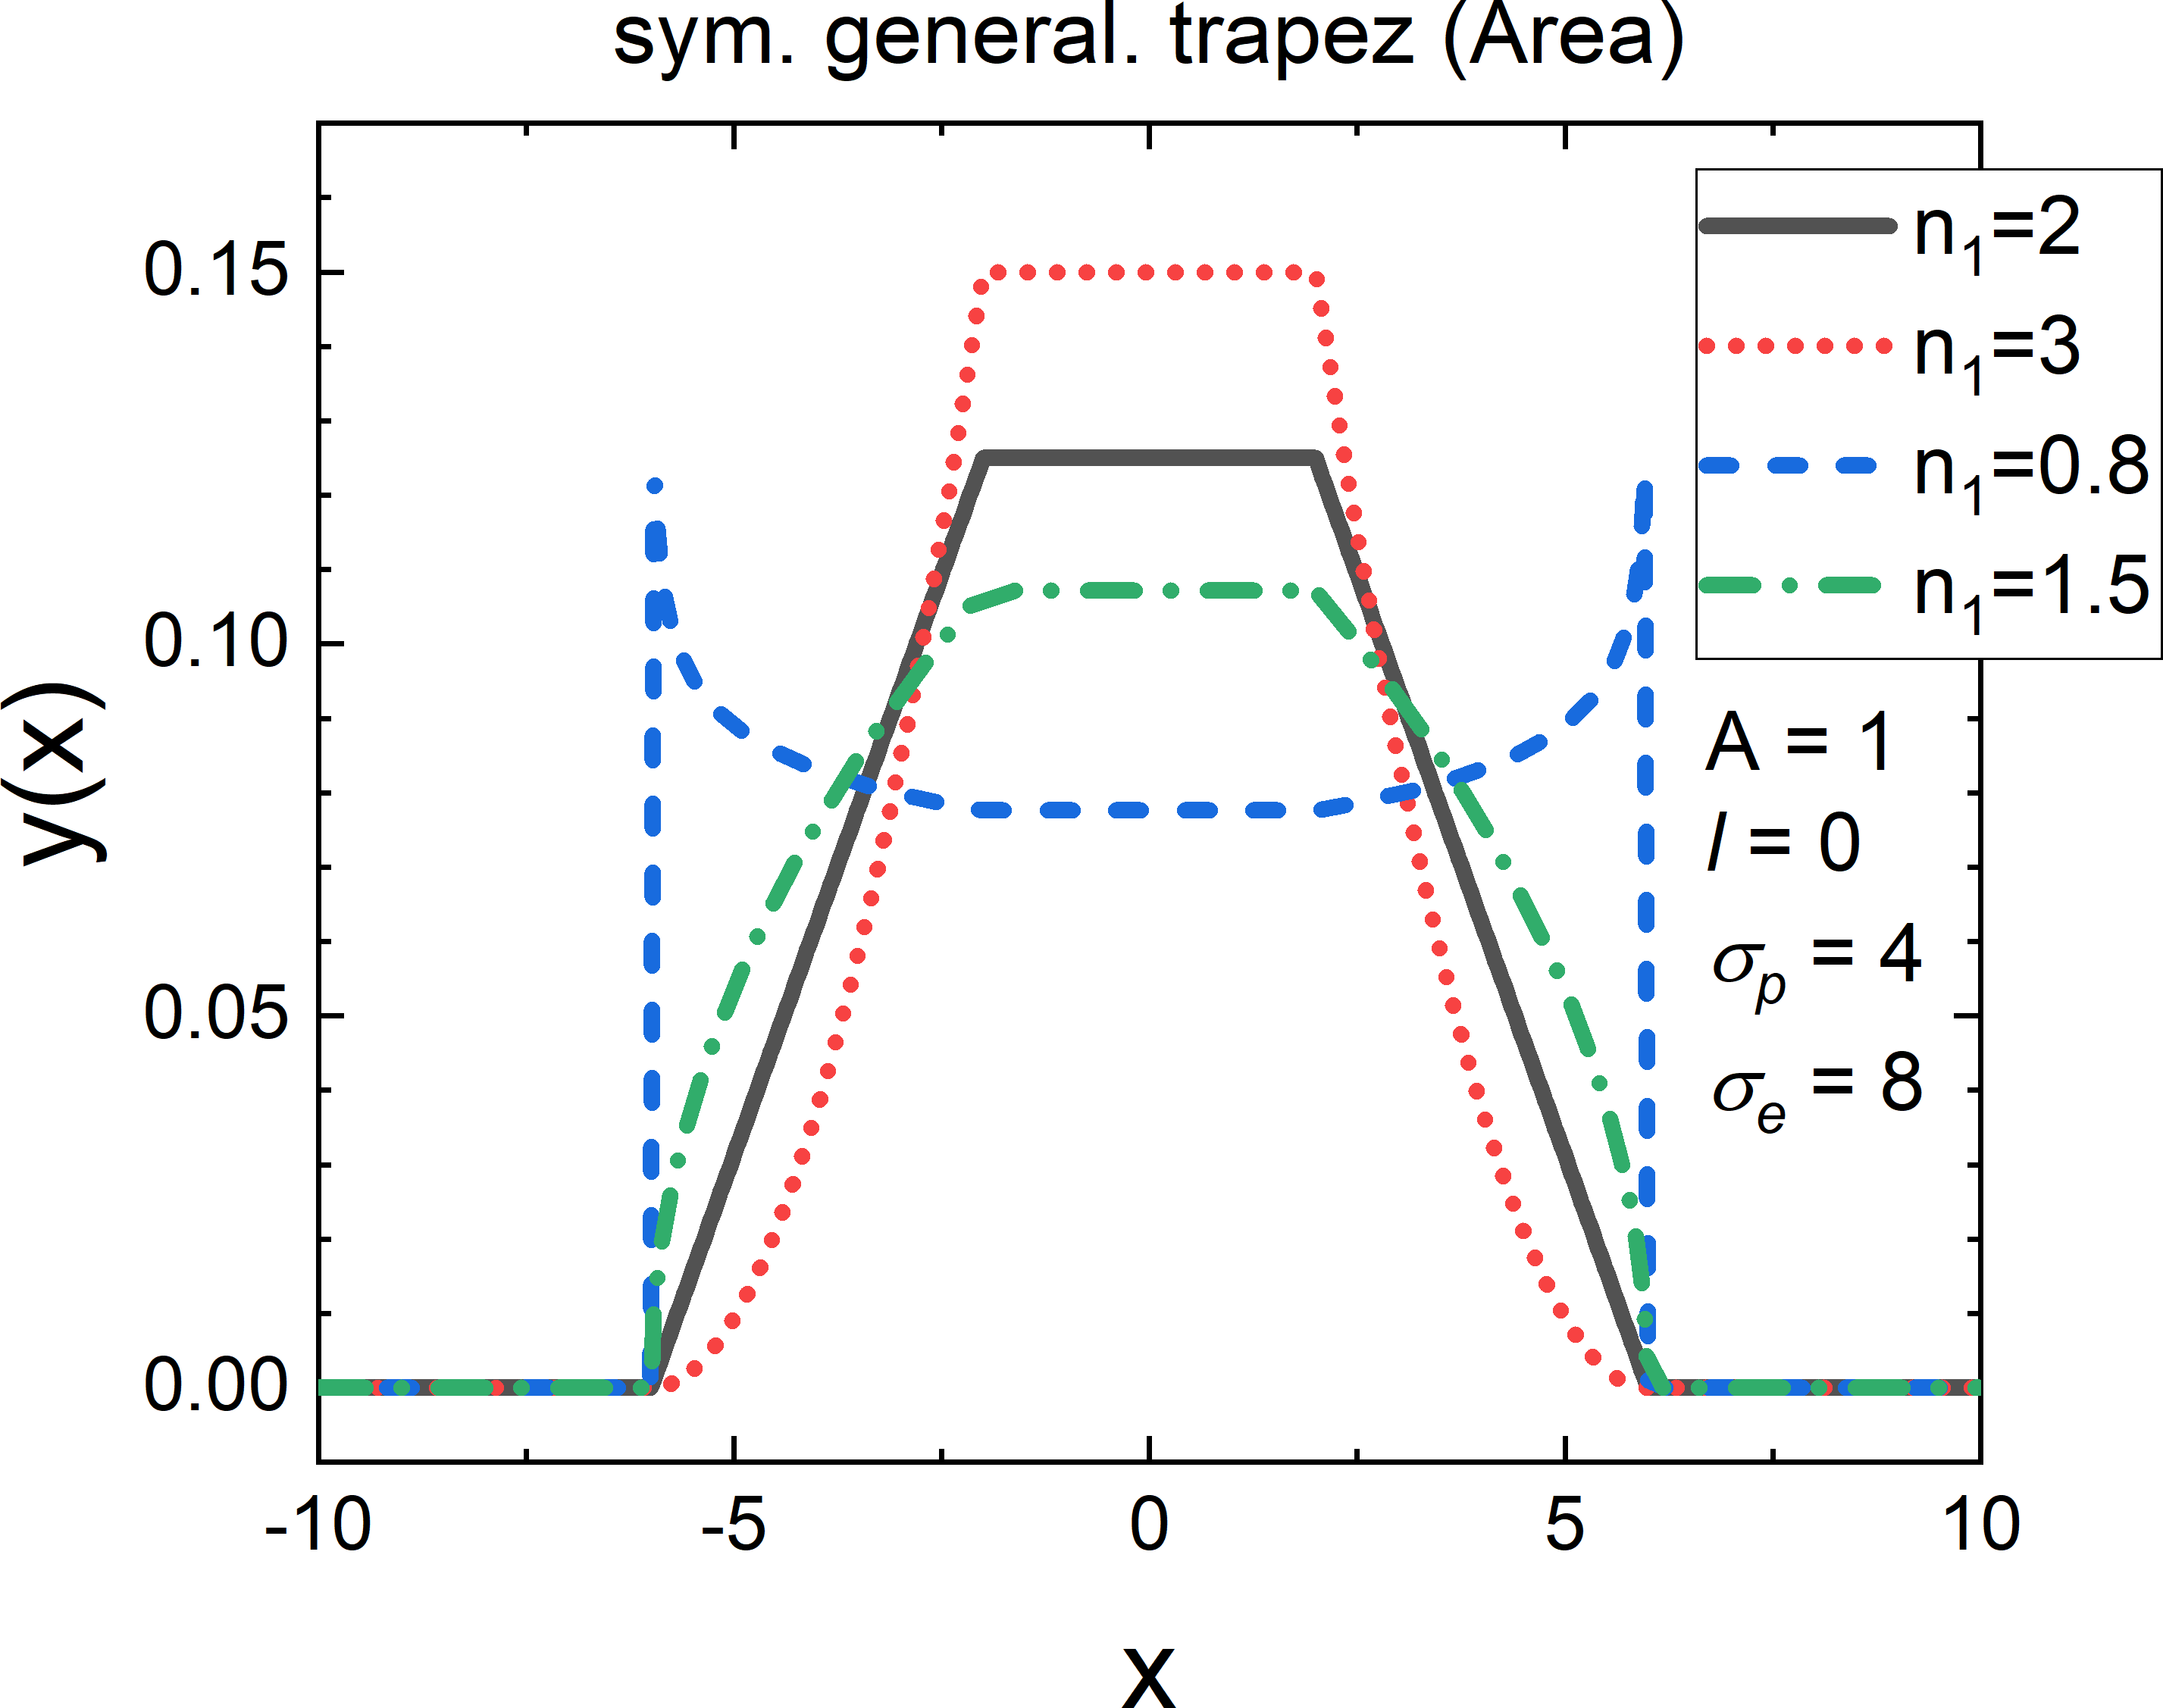 sym. general. trapez (Area)
y(x)
0.15
0.10
0.05
0.00
n1=2
n1=3
n1=0.8
n1=1.5
A = 1
l = 0
σp = 4
σe = 8
-10 -5 0 5 10
x